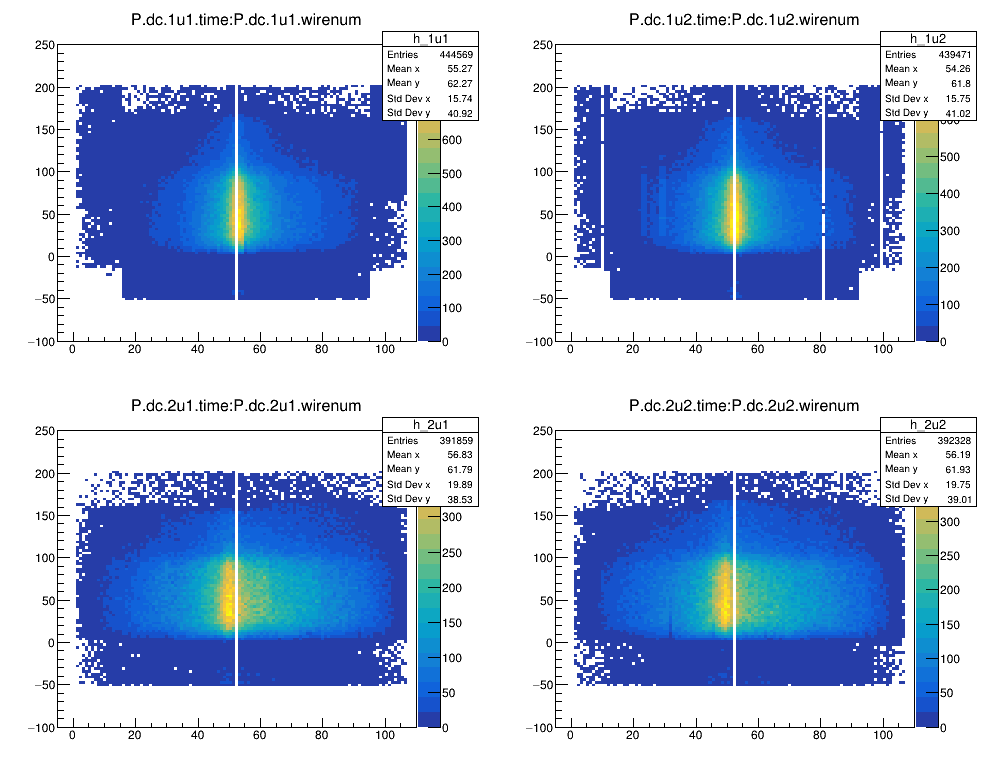 P.dc.1u1.time:P.dc.1u1.wirenum
h_1u1
Entries 444569
Mean x 55.27
Mean y 62.27
Std Dev x 15.74
Std Dev y 40.92
250
200
150
100
50
0
−50
−100
0 20 40 60 80 100
600
500
400
300
200
100
0
P.dc.1u2.time:P.dc.1u2.wirenum
h_1u2
Entries 439471
Mean x 54.26
Mean y 61.8
Std Dev x 15.75
Std Dev y 41.02
250
200
150
100
50
0
−50
−100
0 20 40 60 80 100
600
500
400
300
200
100
0
P.dc.2u1.time:P.dc.2u1.wirenum
h_2u1
Entries 391859
Mean x 56.83
Mean y 61.79
Std Dev x 19.89
Std Dev y 38.53
250
200
150
100
50
0
−50
−100
0 20 40 60 80 100
300
250
200
150
100
50
0
P.dc.2u2.time:P.dc.2u2.wirenum
h_2u2
Entries 392328
Mean x 56.19
Mean y 61.93
Std Dev x 19.75
Std Dev y 39.01
250
200
150
100
50
0
−50
−100
0 20 40 60 80 100
300
250
200
150
100
50
0